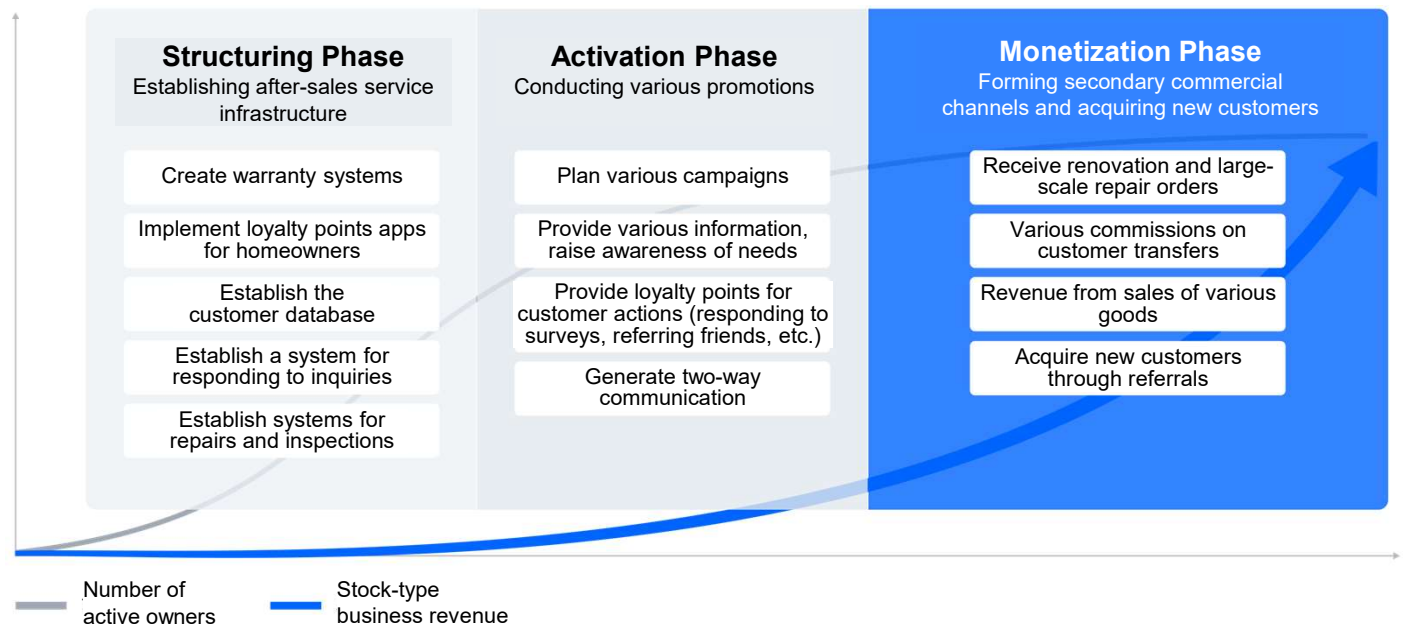 Structuring Phase
Establishing after-sales service
infrastructure
Create warranty systems
Implement loyalty points apps
for homeowners
Establish the
customer database
Establish a system for
responding to inquiries
Establish systems for
repairs and inspections
Activation Phase
Conducting various promotions
Plan various campaigns
Provide various information,
raise awareness of needs
Provide loyalty points for
customer actions (responding to
surveys, referring friends, etc.)
Generate two-way
communication
Monetization Phase
Forming secondary commercial
channels and acquiring new customers
Receive renovation and large-
scale repair orders
Various commissions on
customer transfers
Revenue from sales of various
goods
Acquire new customers
through referrals
Number of
active owners
Stock-type
business revenue